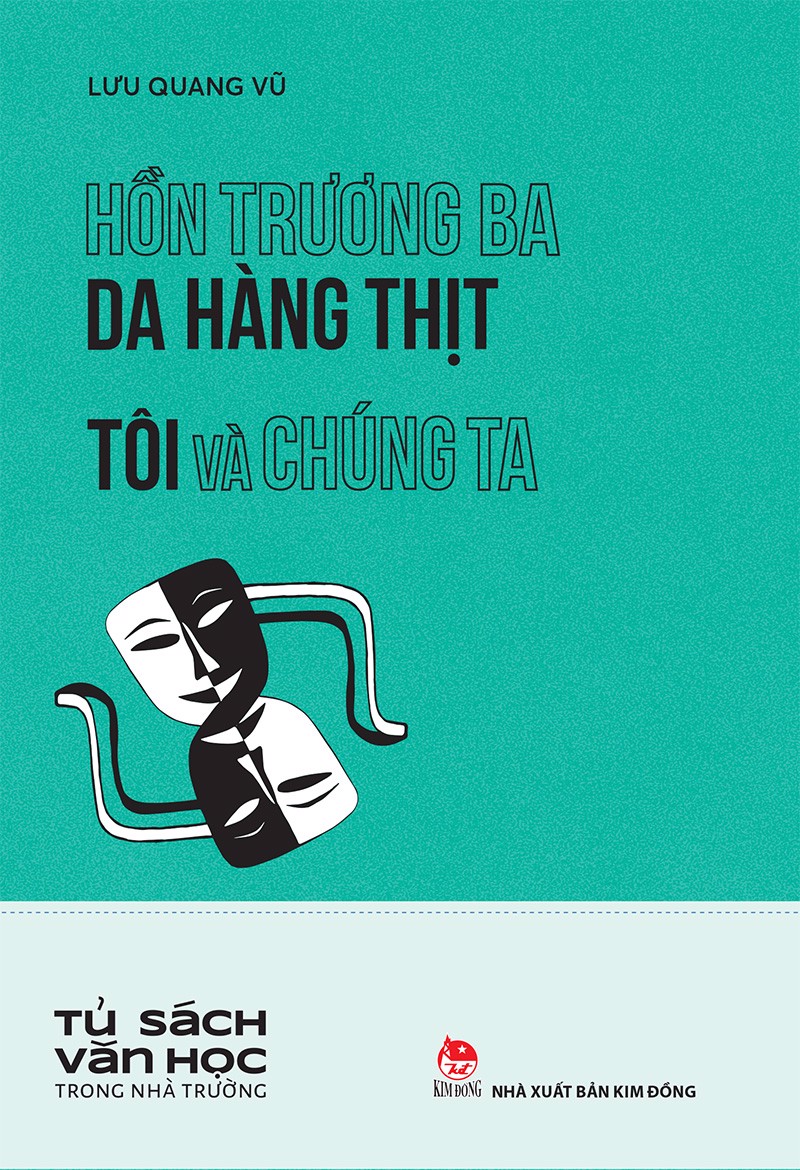 LƯU QUANG VŨ
HỒN TRƯƠNG BA
DA HÀNG THỊT
TÔI VÀ CHÚNG TA
TỦ SÁCH
VĂN HỌC
TRONG NHÀ TRƯỜNG
KIM ĐỒNG
NHÀ XUẤT BẢN KIM ĐỒNG